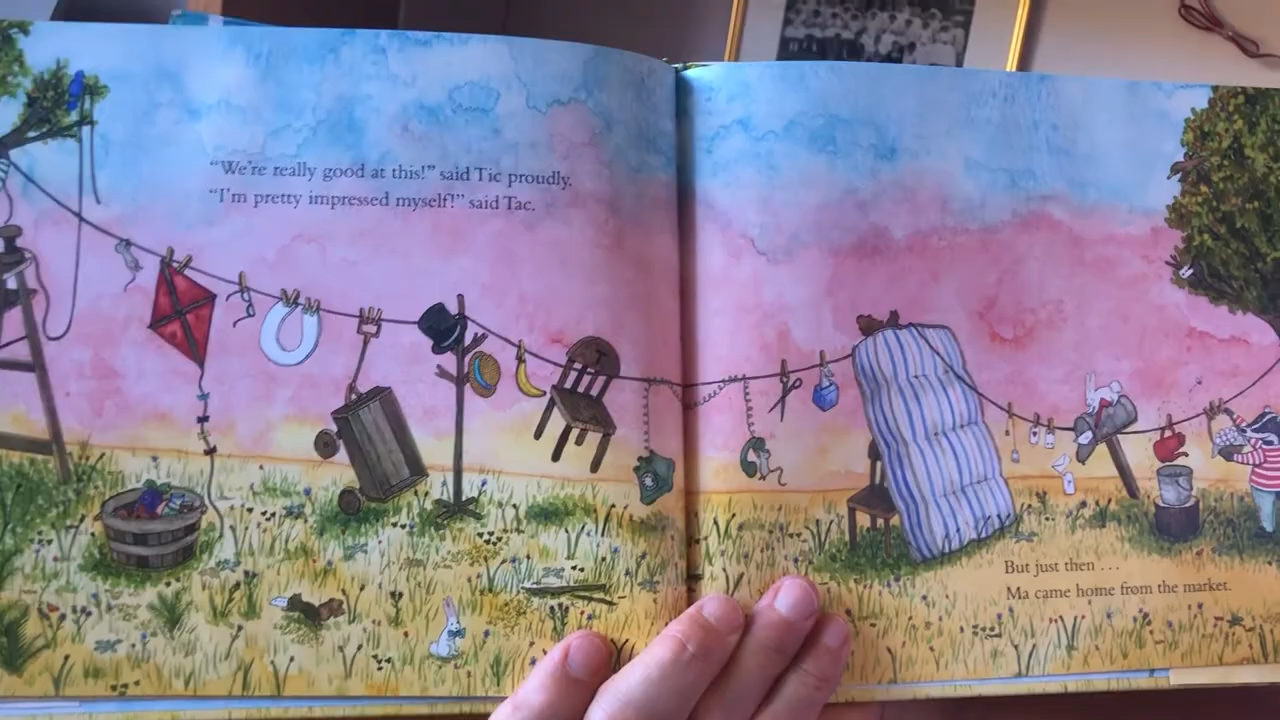 “We’re really good at this!” said Tic proudly.
“I’m pretty impressed myself!” said Tac.
But just then . . .
Ma came home from the market.